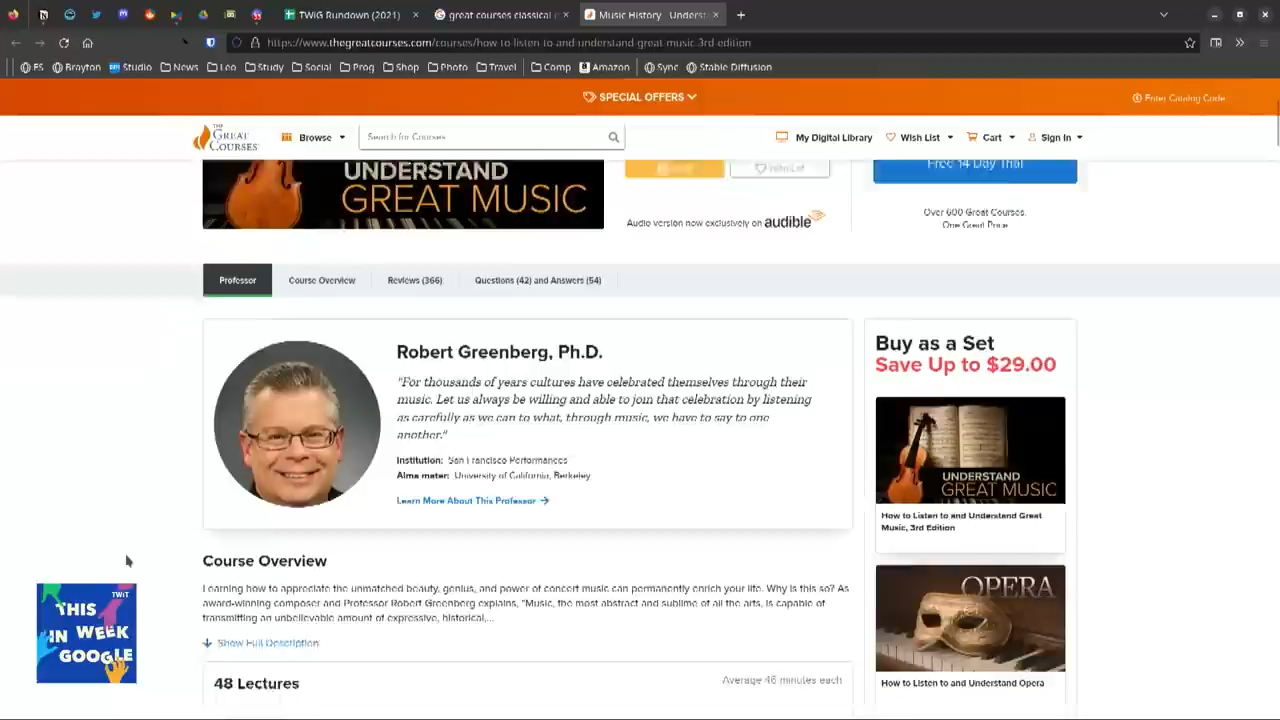 TWiG Rundown (2021)
great courses classical
Music History - Underst
https://www.thegreatcourses.com/courses/how-to-listen-to-and-understand-great-music-3rd-edition
ES Brayton Studio News Leo Study Social Prog Shop Photo Travel Comp Amazon Sync Stable Diffusion
SPECIAL OFFERS
Enter Catalog Code
THE GREAT COURSES
Browse
Search for Courses
My Digital Library
Wish List
Cart
Sign In
UNDERSTAND
GREAT MUSIC
Wish List
Free 14 Day Trial
Audio version now exclusively on audible
Over 600 Great Courses.
One Great Price
Professor
Course Overview
Reviews (366)
Questions (42) and Answers (54)
Robert Greenberg, Ph.D.
"For thousands of years cultures have celebrated themselves through their
music. Let us always be willing and able to join that celebration by listening
as carefully as we can to what, through music, we have to say to one
another."
Institution: San Francisco Performances
Alma mater: University of California, Berkeley
Learn More About This Professor
Buy as a Set
Save Up to $29.00
UNDERSTAND
GREAT MUSIC
How to Listen to and Understand Great
Music, 3rd Edition
Course Overview
Learning how to appreciate the unmatched beauty, genius, and power of concert music can permanently enrich your life. Why is this so? As
award-winning composer and Professor Robert Greenberg explains, "Music, the most abstract and sublime of all the arts, is capable of
transmitting an unbelievable amount of expressive, historical,...
Show Full Description
OPERA
How to Listen to and Understand Opera
48 Lectures
Average 46 minutes each
TWiT
THIS
IN WEEK
GOOGLE